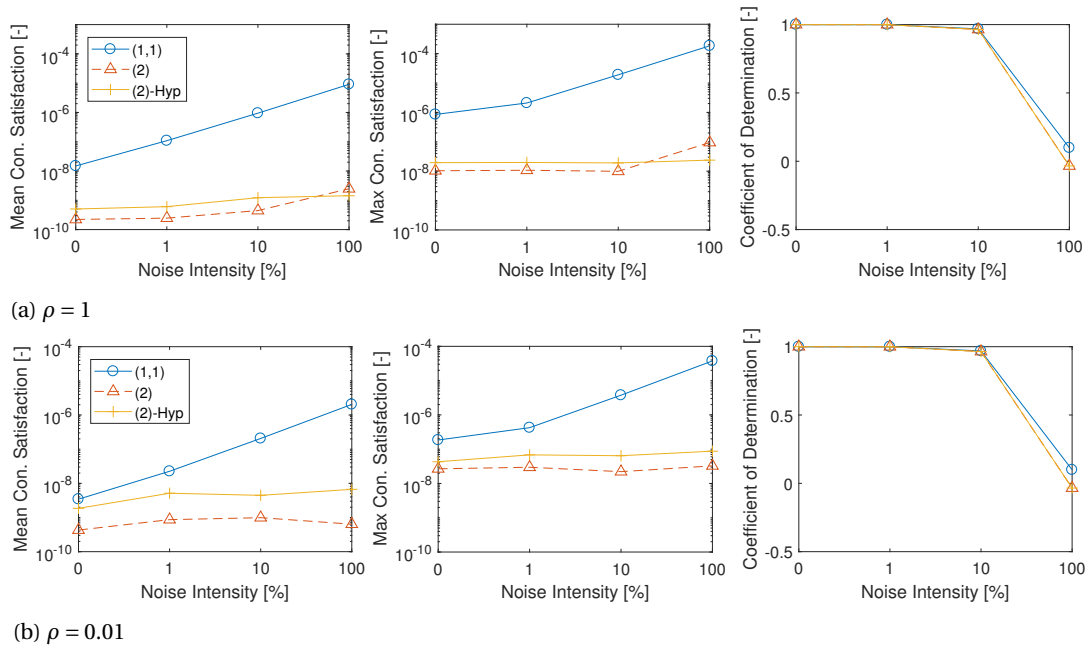 Mean Con. Satisfaction [-]
10^-4
10^-6
10^-8
10^-10
(1,1)
(2)
(2)-Hyp
0 1 10 100
Noise Intensity [%]
Max Con. Satisfaction [-]
10^-4
10^-6
10^-8
10^-10
0 1 10 100
Noise Intensity [%]
Coefficient of Determination [-]
1
0.5
0
-0.5
0 1 10 100
Noise Intensity [%]
(a) ρ = 1
Mean Con. Satisfaction [-]
10^-4
10^-6
10^-8
10^-10
(1,1)
(2)
(2)-Hyp
0 1 10 100
Noise Intensity [%]
Max Con. Satisfaction [-]
10^-4
10^-6
10^-8
10^-10
0 1 10 100
Noise Intensity [%]
Coefficient of Determination [-]
1
0.5
0
-0.5
0 1 10 100
Noise Intensity [%]
(b) ρ = 0.01